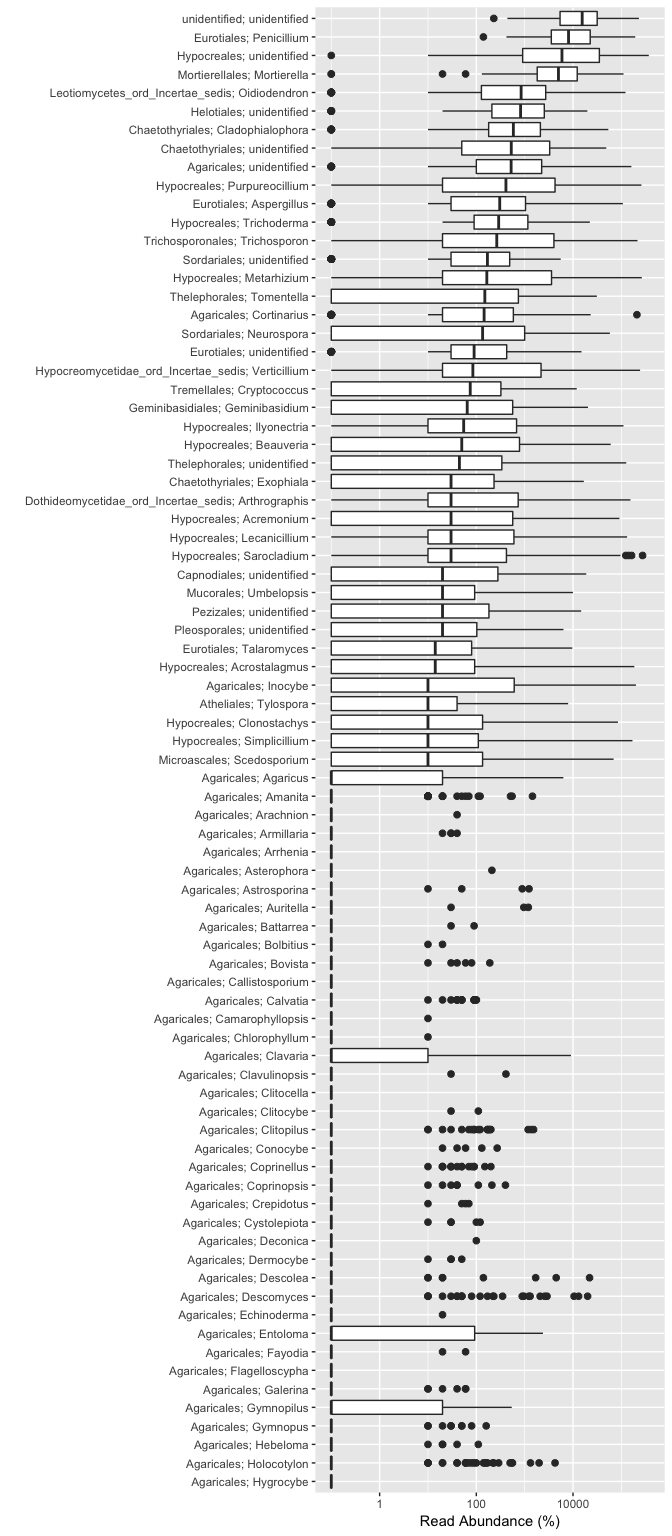 unidentified; unidentified
Eurotiales; Penicillium
Hypocreales; unidentified
Mortierellales; Mortierella
Leotiomycetes_ord_Incertae_sedis; Oidiodendron
Helotiales; unidentified
Chaetothyriales; Cladophialophora
Chaetothyriales; unidentified
Agaricales; unidentified
Hypocreales; Purpureocillium
Eurotiales; Aspergillus
Hypocreales; Trichoderma
Trichosporonales; Trichosporon
Sordariales; unidentified
Hypocreales; Metarhizium
Thelephorales; Tomentella
Agaricales; Cortinarius
Sordariales; Neurospora
Eurotiales; unidentified
Hypocreomycetidae_ord_Incertae_sedis; Verticillium
Tremellales; Cryptococcus
Geminibasidiales; Geminibasidium
Hypocreales; Ilyonectria
Hypocreales; Beauveria
Thelephorales; unidentified
Chaetothyriales; Exophiala
Dothideomycetidae_ord_Incertae_sedis; Arthrographis
Hypocreales; Acremonium
Hypocreales; Lecanicillium
Hypocreales; Sarocladium
Capnodiales; unidentified
Mucorales; Umbelopsis
Pezizales; unidentified
Pleosporales; unidentified
Eurotiales; Talaromyces
Hypocreales; Acrostalagmus
Agaricales; Inocybe
Atheliales; Tylospora
Hypocreales; Clonostachys
Hypocreales; Simplicillium
Microascales; Scedosporium
Agaricales; Agaricus
Agaricales; Amanita
Agaricales; Arachnion
Agaricales; Armillaria
Agaricales; Arrhenia
Agaricales; Asterophora
Agaricales; Astrosporina
Agaricales; Auritella
Agaricales; Battarrea
Agaricales; Bolbitius
Agaricales; Bovista
Agaricales; Callistosporium
Agaricales; Calvatia
Agaricales; Camarophyllopsis
Agaricales; Chlorophyllum
Agaricales; Clavaria
Agaricales; Clavulinopsis
Agaricales; Clitocella
Agaricales; Clitocybe
Agaricales; Clitopilus
Agaricales; Conocybe
Agaricales; Coprinellus
Agaricales; Coprinopsis
Agaricales; Crepidotus
Agaricales; Cystolepiota
Agaricales; Deconica
Agaricales; Dermocybe
Agaricales; Descolea
Agaricales; Descomyces
Agaricales; Echinoderma
Agaricales; Entoloma
Agaricales; Fayodia
Agaricales; Flagelloscypha
Agaricales; Galerina
Agaricales; Gymnopilus
Agaricales; Gymnopus
Agaricales; Hebeloma
Agaricales; Holocotylon
Agaricales; Hygrocybe
1 100 10000
Read Abundance (%)